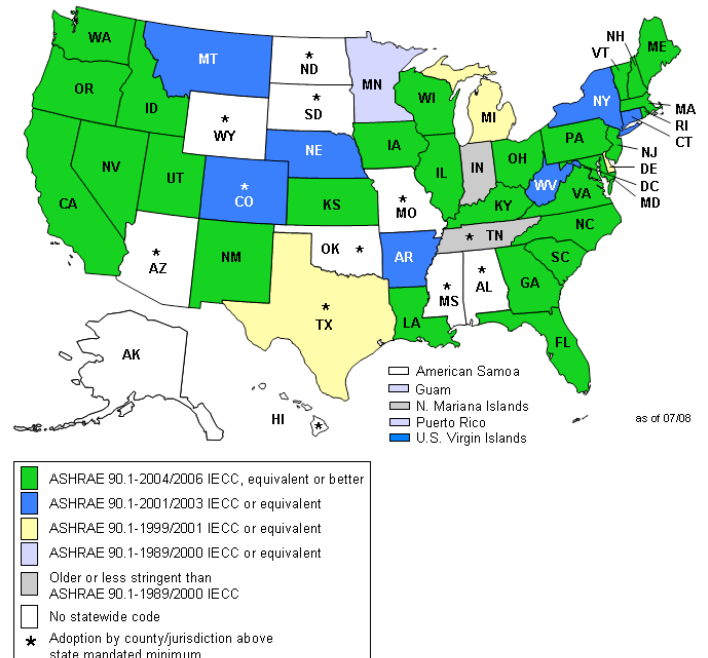 WA
OR
CA
NV
ID
MT
UT
AZ
*
WY
*
CO
*
NM
ND
*
SD
*
NE
KS
OK *
TX
*
MN
IA
MO
*
AR
LA
WI
IL
MI
IN
OH
KY
* TN
MS
*
AL
*
GA
FL
SC
NC
VA
WV
PA
NY
VT
NH
ME
MA
RI
CT
NJ
DE
DC
MD
AK
HI
*
American Samoa
Guam
N. Mariana Islands
Puerto Rico
U.S. Virgin Islands
as of 07/08
ASHRAE 90.1-2004/2006 IECC, equivalent or better
ASHRAE 90.1-2001/2003 IECC or equivalent
ASHRAE 90.1-1999/2001 IECC or equivalent
ASHRAE 90.1-1989/2000 IECC or equivalent
Older or less stringent than
ASHRAE 90.1-1989/2000 IECC
No statewide code
* Adoption by county/jurisdiction above
state mandated minimum